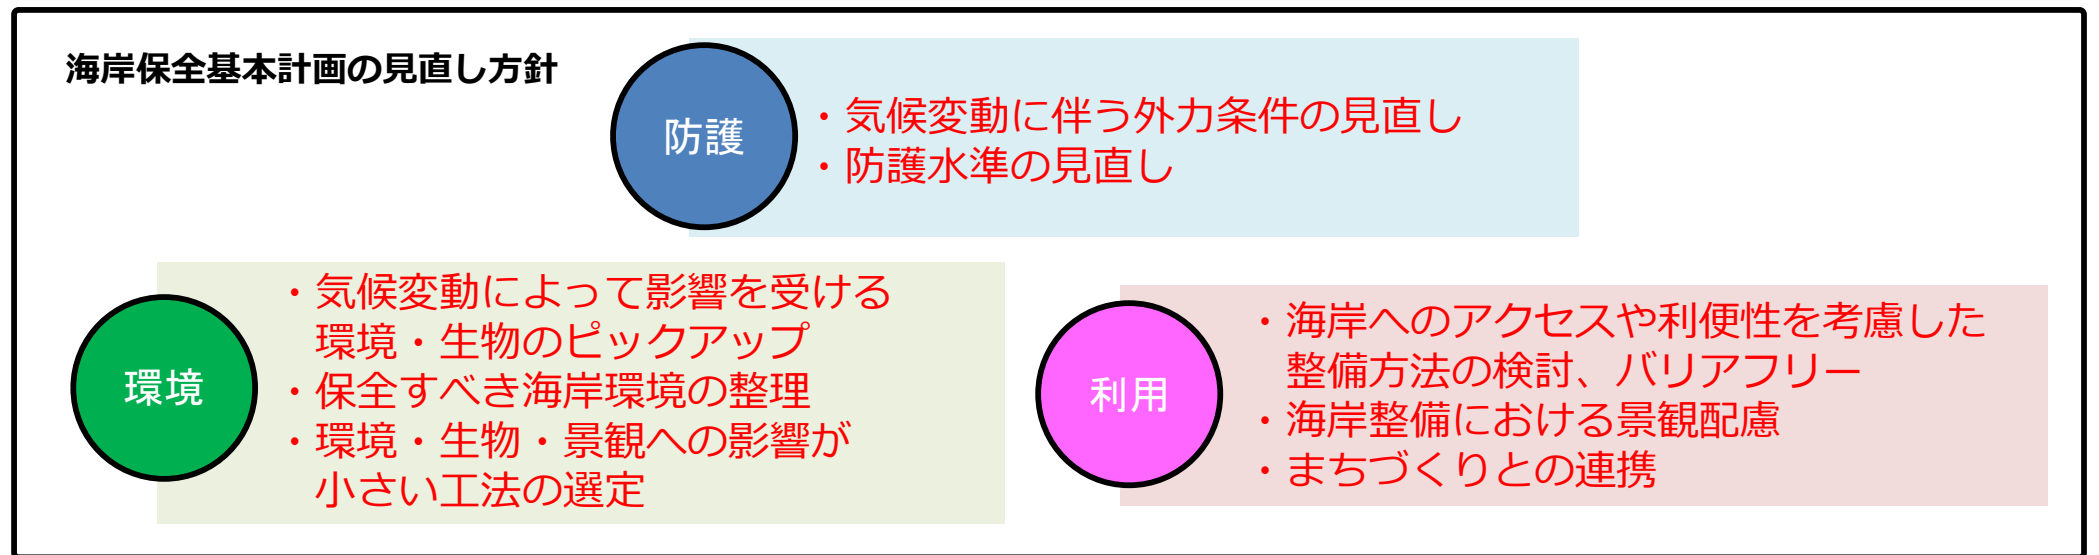 海岸保全基本計画の見直し方針
防護
・気候変動に伴う外力条件の見直し
・防護水準の見直し
環境
・気候変動によって影響を受ける
環境・生物のピックアップ
・保全すべき海岸環境の整理
・環境・生物・景観への影響が
小さい工法の選定
利用
・海岸へのアクセスや利便性を考慮した
整備方法の検討、バリアフリー
・海岸整備における景観配慮
・まちづくりとの連携